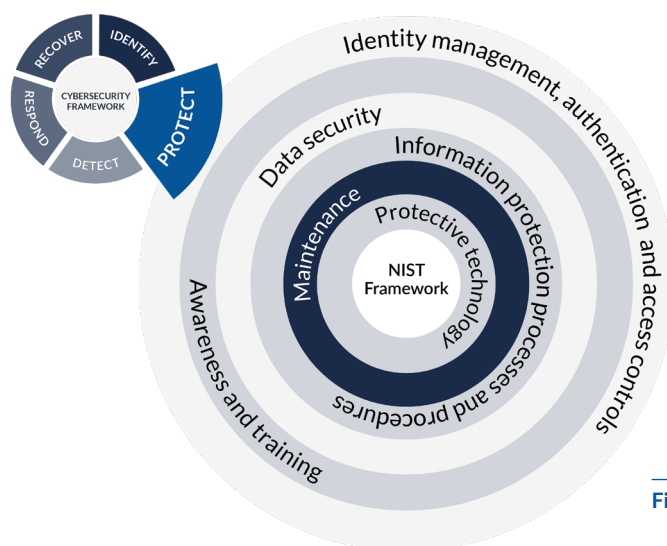 RECOVER
IDENTIFY
PROTECT
DETECT
RESPOND
CYBERSECURITY
FRAMEWORK
Identity management, authentication and access controls
Awareness and training
Data security
Information protection processes and procedures
Maintenance
Protective technology
NIST
Framework
Fi